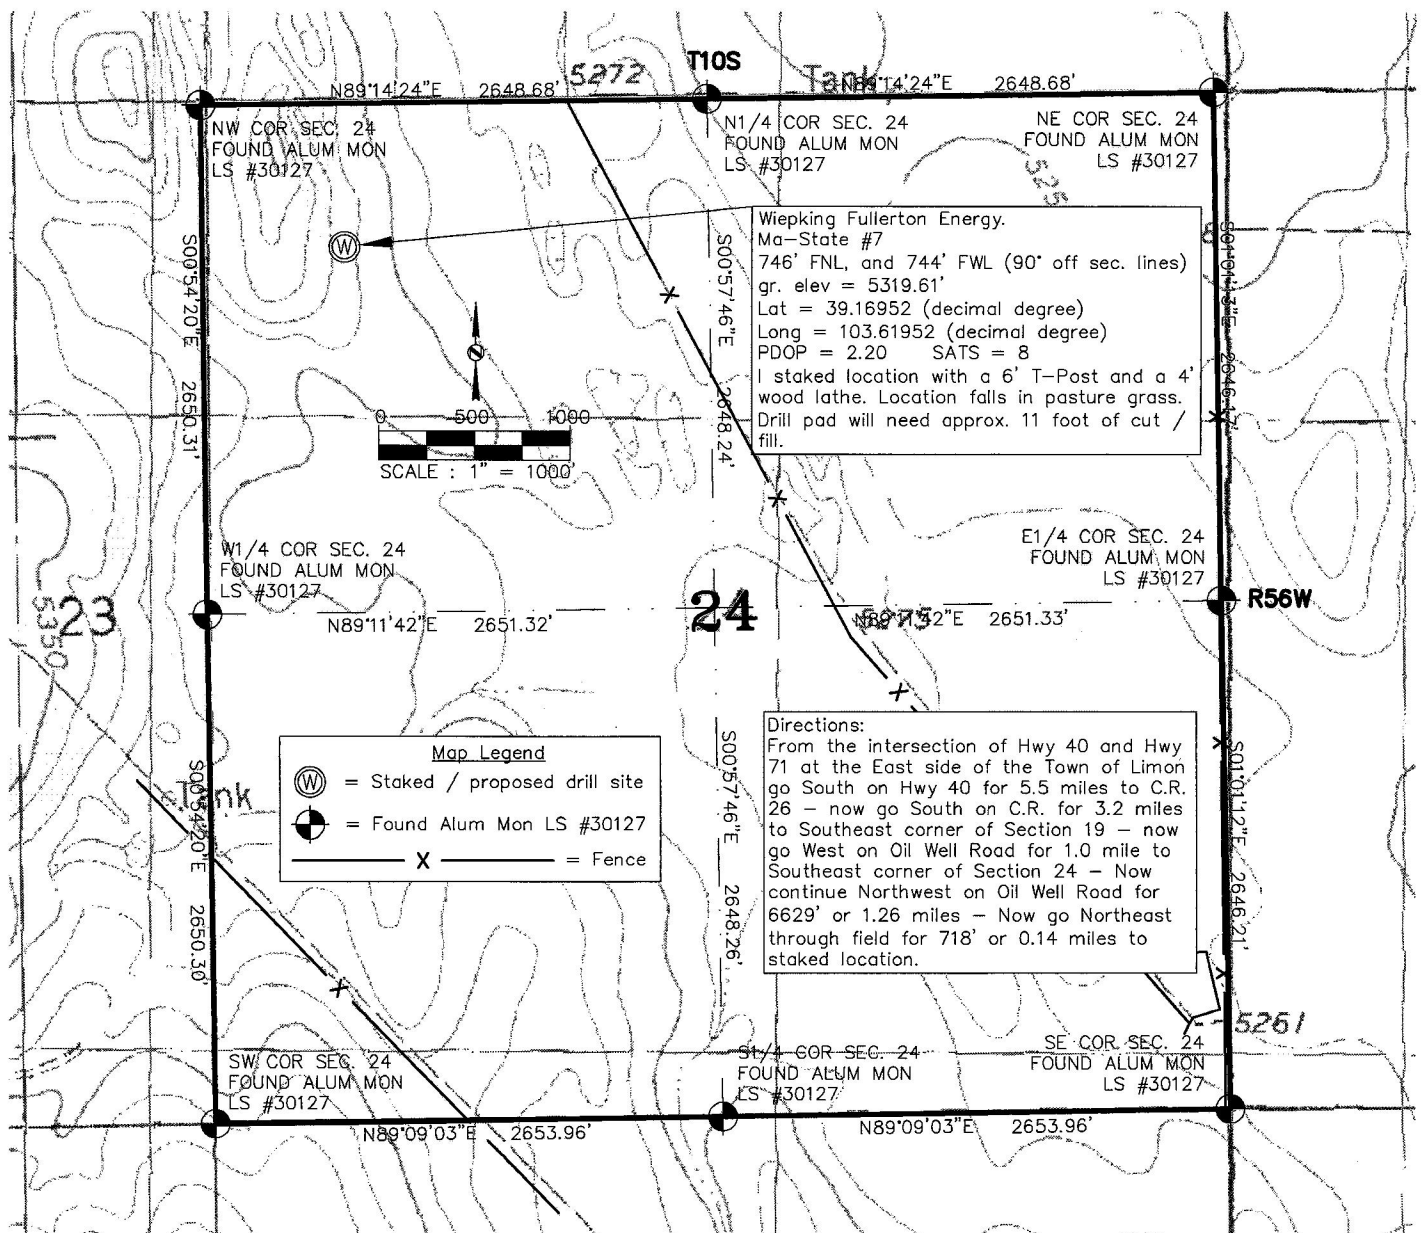 T10S
5272
Tank
N89°14'24"E 2648.68'
N89°14'24"E 2648.68'
NW COR SEC. 24
FOUND ALUM MON
LS #30127
N1/4 COR SEC. 24
FOUND ALUM MON
LS #30127
NE COR SEC. 24
FOUND ALUM MON
LS #30127
525
Wiepking Fullerton Energy.
Ma-State #7
746' FNL, and 744' FWL (90° off sec. lines)
gr. elev = 5319.61'
Lat = 39.16952 (decimal degree)
Long = 103.61952 (decimal degree)
PDOP = 2.20 SATS = 8
I staked location with a 6' T-Post and a 4'
wood lathe. Location falls in pasture grass.
Drill pad will need approx. 11 foot of cut /
fill.
W
S00°54'20"E 2650.31'
S00°57'46"E 2648.24'
S01°01'13"E 2646.17'
0 500 1000
SCALE : 1" = 1000'
W1/4 COR SEC. 24
FOUND ALUM MON
LS #30127
E1/4 COR SEC. 24
FOUND ALUM MON
LS #30127
R56W
23
5350
24
N89°11'42"E 2651.32'
5275
N89°11'42"E 2651.33'
Tank
Map Legend
W = Staked / proposed drill site
= Found Alum Mon LS #30127
X = Fence
Directions:
From the intersection of Hwy 40 and Hwy
71 at the East side of the Town of Limon
go South on Hwy 40 for 5.5 miles to C.R.
26 - now go South on C.R. for 3.2 miles
to Southeast corner of Section 19 - now
go West on Oil Well Road for 1.0 mile to
Southeast corner of Section 24 - Now
continue Northwest on Oil Well Road for
6629' or 1.26 miles - Now go Northeast
through field for 718' or 0.14 miles to
staked location.
S00°54'20"E 2650.30'
S00°57'46"E 2648.26'
S01°01'12"E 2646.21'
5261
SW COR SEC. 24
FOUND ALUM MON
LS #30127
S1/4 COR SEC. 24
FOUND ALUM MON
LS #30127
SE COR SEC. 24
FOUND ALUM MON
LS #30127
N89°09'03"E 2653.96'
N89°09'03"E 2653.96'